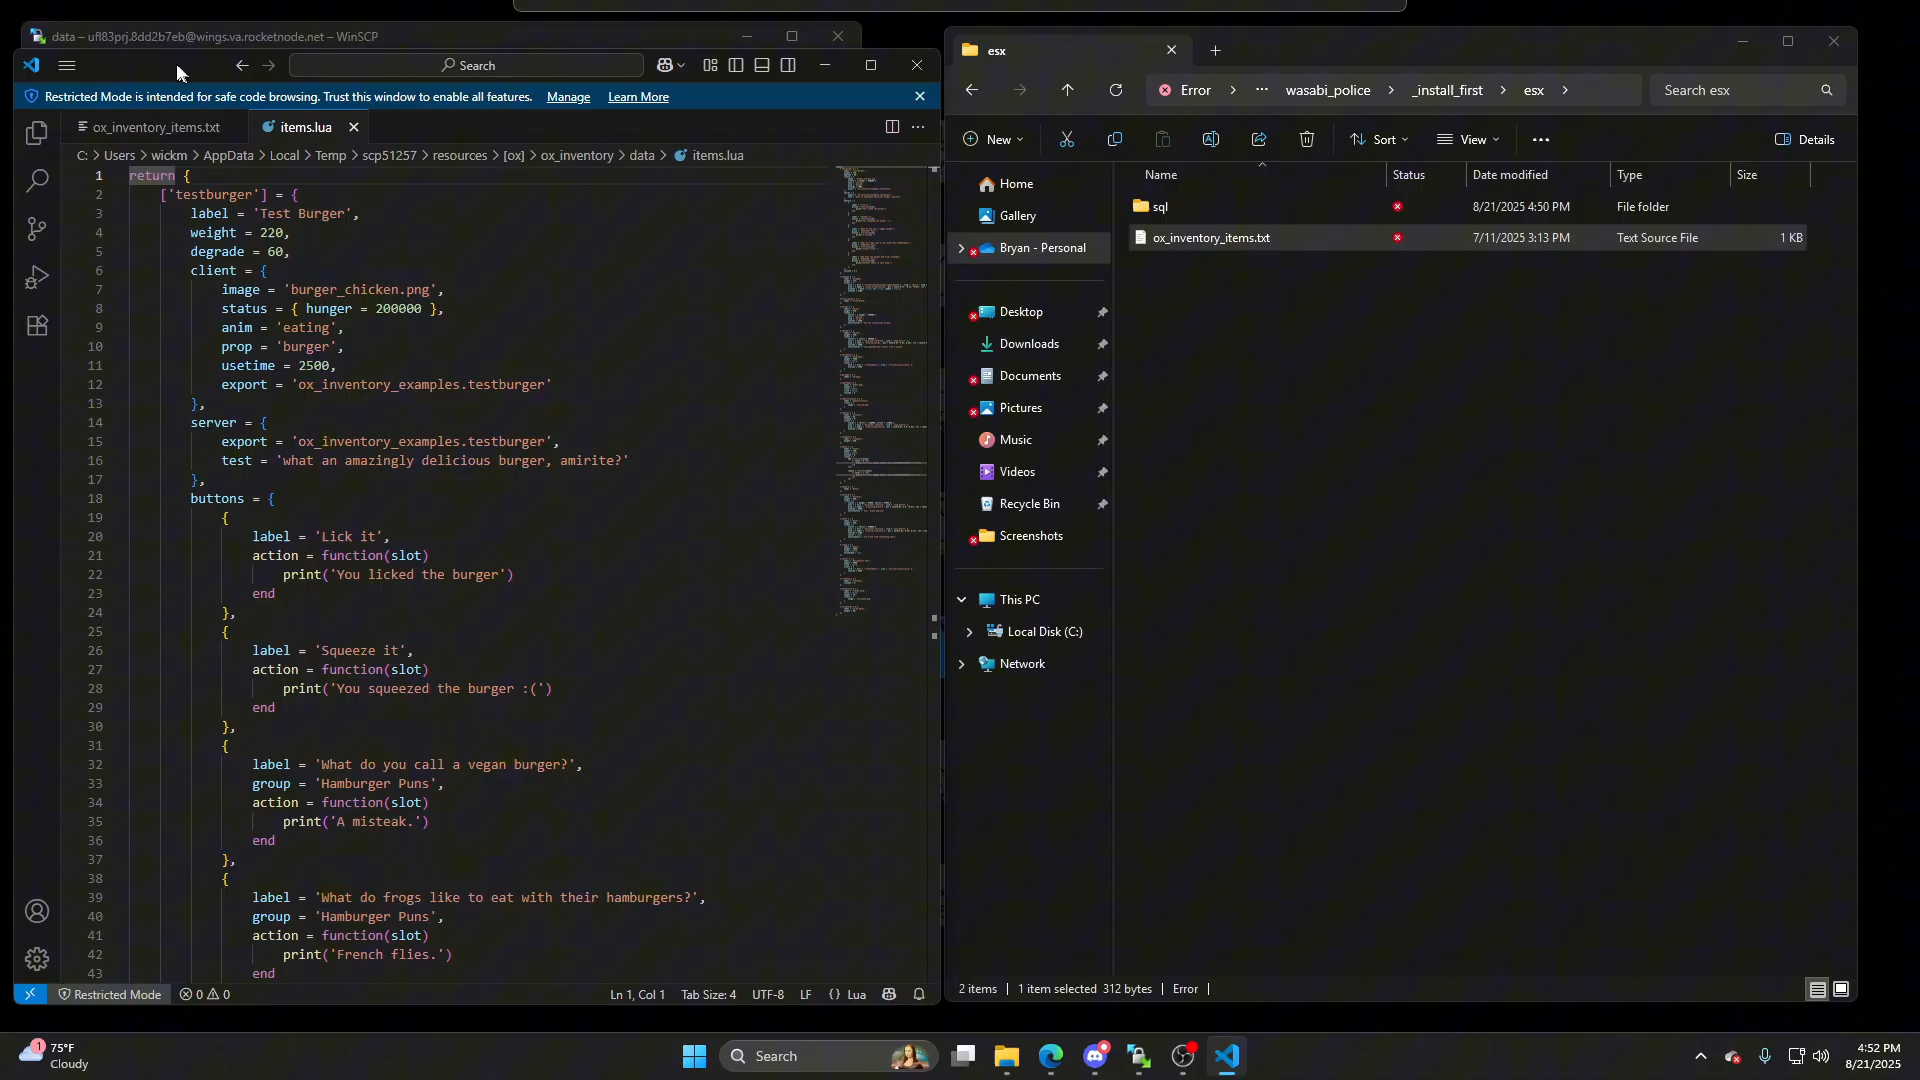 data – ufl83prj.8dd2b7eb@wings.va.rocketnode.net – WinSCP
Search
Restricted Mode is intended for safe code browsing. Trust this window to enable all features. Manage Learn More
ox_inventory_items.txt
items.lua
C: > Users > wickm > AppData > Local > Temp > scp51257 > resources > [ox] > ox_inventory > data > items.lua
1 return {
2 ['testburger'] = {
3 label = 'Test Burger',
4 weight = 220,
5 degrade = 60,
6 client = {
7 image = 'burger_chicken.png',
8 status = { hunger = 200000 },
9 anim = 'eating',
10 prop = 'burger',
11 usetime = 2500,
12 export = 'ox_inventory_examples.testburger'
13 },
14 server = {
15 export = 'ox_inventory_examples.testburger',
16 test = 'what an amazingly delicious burger, amirite?'
17 },
18 buttons = {
19 {
20 label = 'Lick it',
21 action = function(slot)
22 print('You licked the burger')
23 end
24 },
25 {
26 label = 'Squeeze it',
27 action = function(slot)
28 print('You squeezed the burger :(')
29 end
30 },
31 {
32 label = 'What do you call a vegan burger?',
33 group = 'Hamburger Puns',
34 action = function(slot)
35 print('A misteak.')
36 end
37 },
38 {
39 label = 'What do frogs like to eat with their hamburgers?',
40 group = 'Hamburger Puns',
41 action = function(slot)
42 print('French flies.')
43 end
Restricted Mode 0 0 Ln 1, Col 1 Tab Size: 4 UTF-8 LF {} Lua
esx
Error > ··· wasabi_police > _install_first > esx >
Search esx
New
Sort
View
Details
Name Status Date modified Type Size
sql 8/21/2025 4:50 PM File folder
ox_inventory_items.txt 7/11/2025 3:13 PM Text Source File 1 KB
Home
Gallery
Bryan - Personal
Desktop
Downloads
Documents
Pictures
Music
Videos
Recycle Bin
Screenshots
This PC
Local Disk (C:)
Network
2 items | 1 item selected 312 bytes | Error |
1
75°F
Cloudy
Search
4:52 PM
8/21/2025